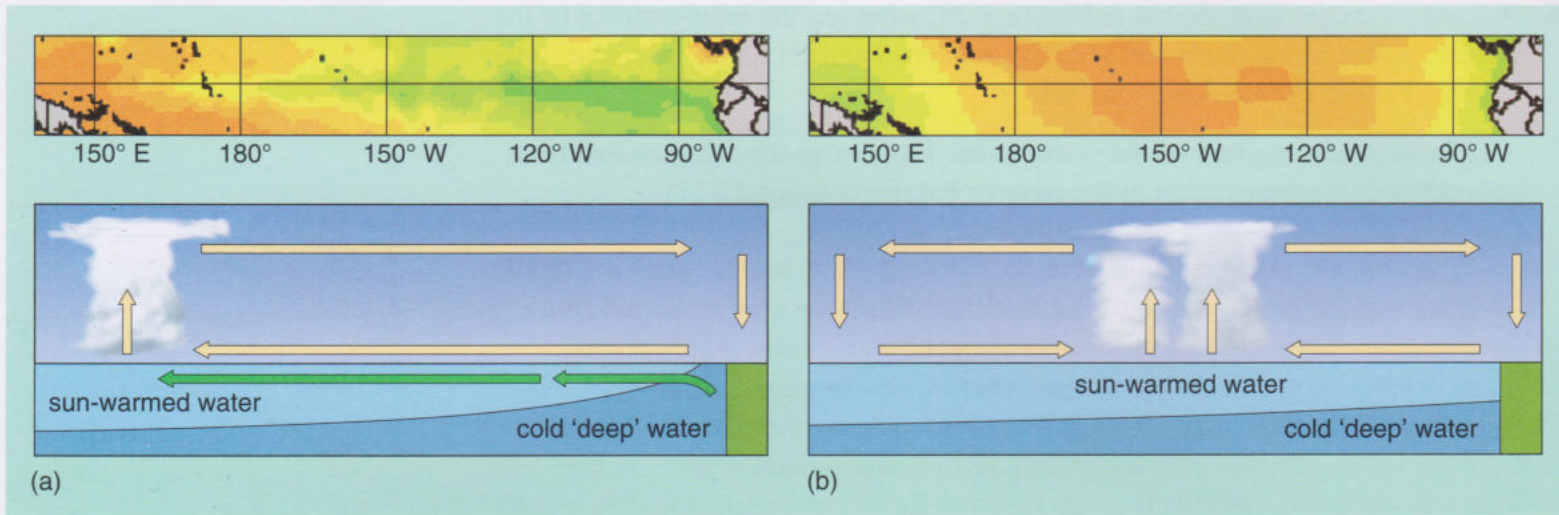 150° E 180° 150° W 120° W 90° W
150° E 180° 150° W 120° W 90° W
sun-warmed water
cold ‘deep’ water
(a)
sun-warmed water
cold ‘deep’ water
(b)